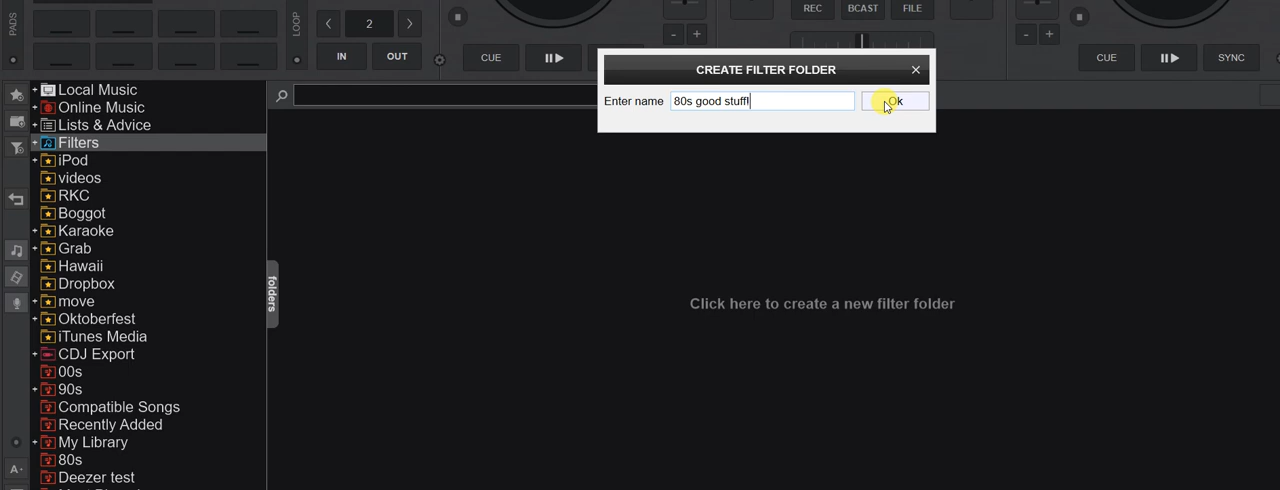 PADS
LOOP
2
IN
OUT
CUE
REC
BCAST
FILE
- +
- +
CUE
SYNC
CREATE FILTER FOLDER
Enter name
80s good stuff!
Ok
Local Music
Online Music
Lists & Advice
Filters
iPod
videos
RKC
Boggot
Karaoke
Grab
Hawaii
Dropbox
move
Oktoberfest
iTunes Media
CDJ Export
00s
90s
Compatible Songs
Recently Added
My Library
80s
Deezer test
folders
Click here to create a new filter folder
A